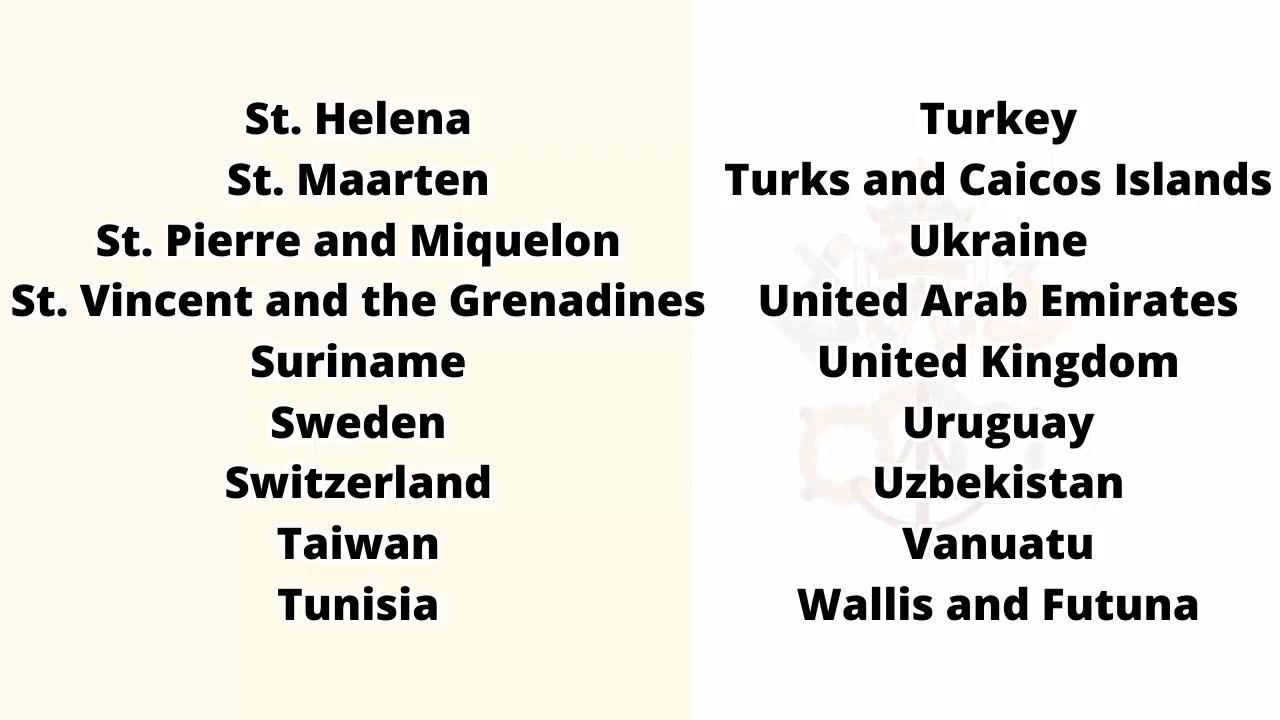 St. Helena
St. Maarten
St. Pierre and Miquelon
St. Vincent and the Grenadines
Suriname
Sweden
Switzerland
Taiwan
Tunisia
Turkey
Turks and Caicos Islands
Ukraine
United Arab Emirates
United Kingdom
Uruguay
Uzbekistan
Vanuatu
Wallis and Futuna